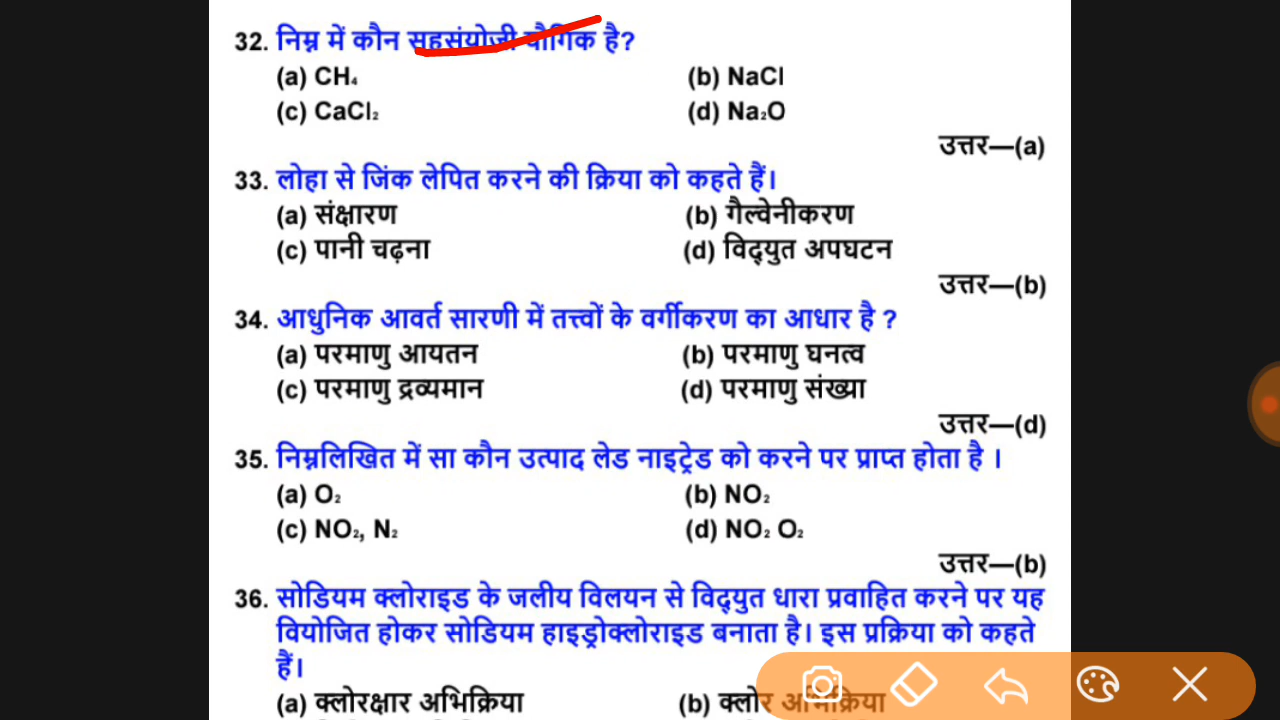 32. निम्न में कौन सहसंयोजी यौगिक है?
(a) CH₄ (b) NaCl
(c) CaCl₂ (d) Na₂O
उत्तर—(a)
33. लोहा से जिंक लेपित करने की क्रिया को कहते हैं।
(a) संक्षारण (b) गैल्वेनीकरण
(c) पानी चढ़ना (d) विद्युत अपघटन
उत्तर—(b)
34. आधुनिक आवर्त सारणी में तत्त्वों के वर्गीकरण का आधार है ?
(a) परमाणु आयतन (b) परमाणु घनत्व
(c) परमाणु द्रव्यमान (d) परमाणु संख्या
उत्तर—(d)
35. निम्नलिखित में सा कौन उत्पाद लेड नाइट्रेड को करने पर प्राप्त होता है ।
(a) O₂ (b) NO₂
(c) NO₂, N₂ (d) NO₂ O₂
उत्तर—(b)
36. सोडियम क्लोराइड के जलीय विलयन से विद्युत धारा प्रवाहित करने पर यह
वियोजित होकर सोडियम हाइड्रोक्लोराइड बनाता है। इस प्रक्रिया को कहते
हैं।
(a) क्लोरक्षार अभिक्रिया (b) क्लोर अभिक्रिया